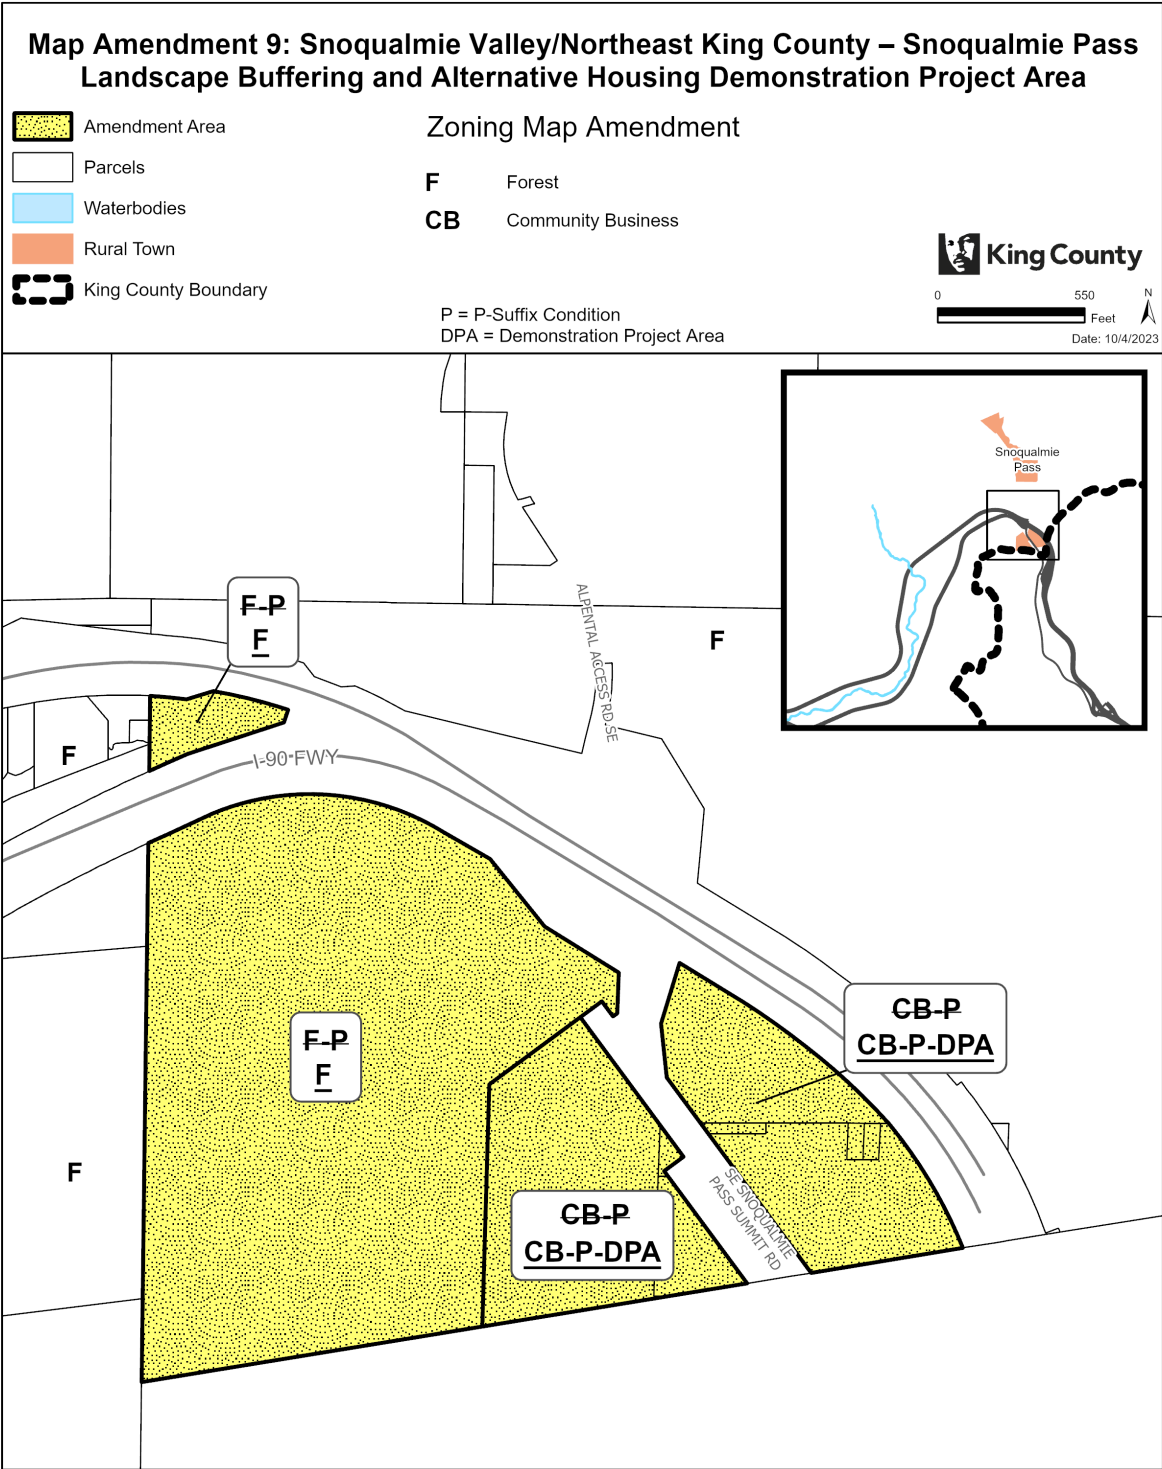 Map Amendment 9: Snoqualmie Valley/Northeast King County – Snoqualmie Pass
Landscape Buffering and Alternative Housing Demonstration Project Area
Amendment Area
Parcels
Waterbodies
Rural Town
King County Boundary
Zoning Map Amendment
F Forest
CB Community Business
P = P-Suffix Condition
DPA = Demonstration Project Area
King County
0 550
Feet
N
Date: 10/4/2023
Snoqualmie
Pass
F-P
F
ALPENTAL ACCESS RD SE
F
F
I-90 FWY
CB-P
CB-P-DPA
F-P
F
F
CB-P
CB-P-DPA
SE SNOQUALMIE
PASS SUMMIT RD